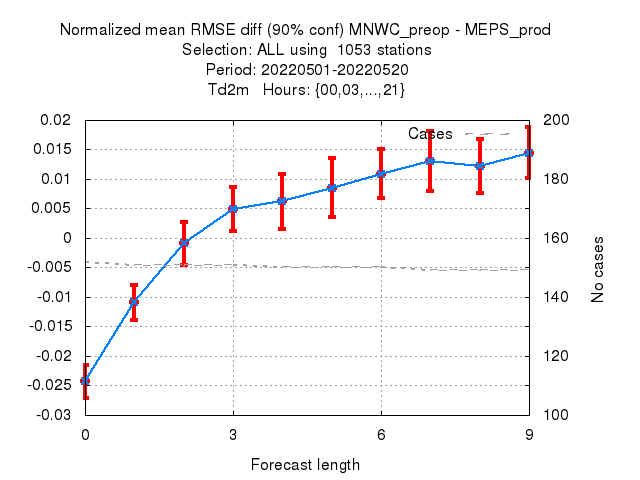 Normalized mean RMSE diff (90% conf) MNWC_preop - MEPS_prod
Selection: ALL using  1053 stations
Period: 20220501-20220520
Td2m   Hours: {00,03,...,21}
Cases
0.02
0.015
0.01
0.005
0
-0.005
-0.01
-0.015
-0.02
-0.025
-0.03
200
180
160
140
120
100
No cases
0 3 6 9
Forecast length